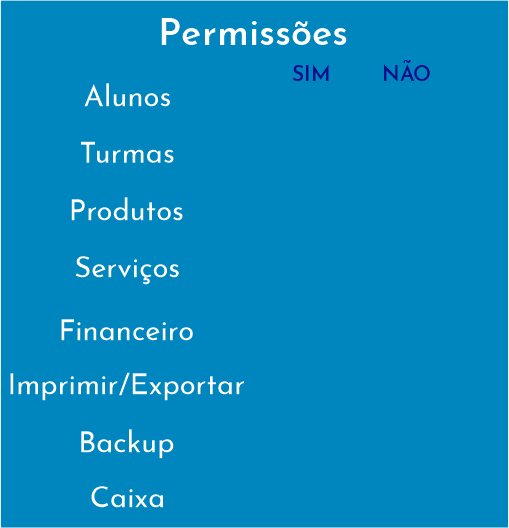 Permissões
SIM NÃO
Alunos
Turmas
Produtos
Serviços
Financeiro
Imprimir/Exportar
Backup
Caixa